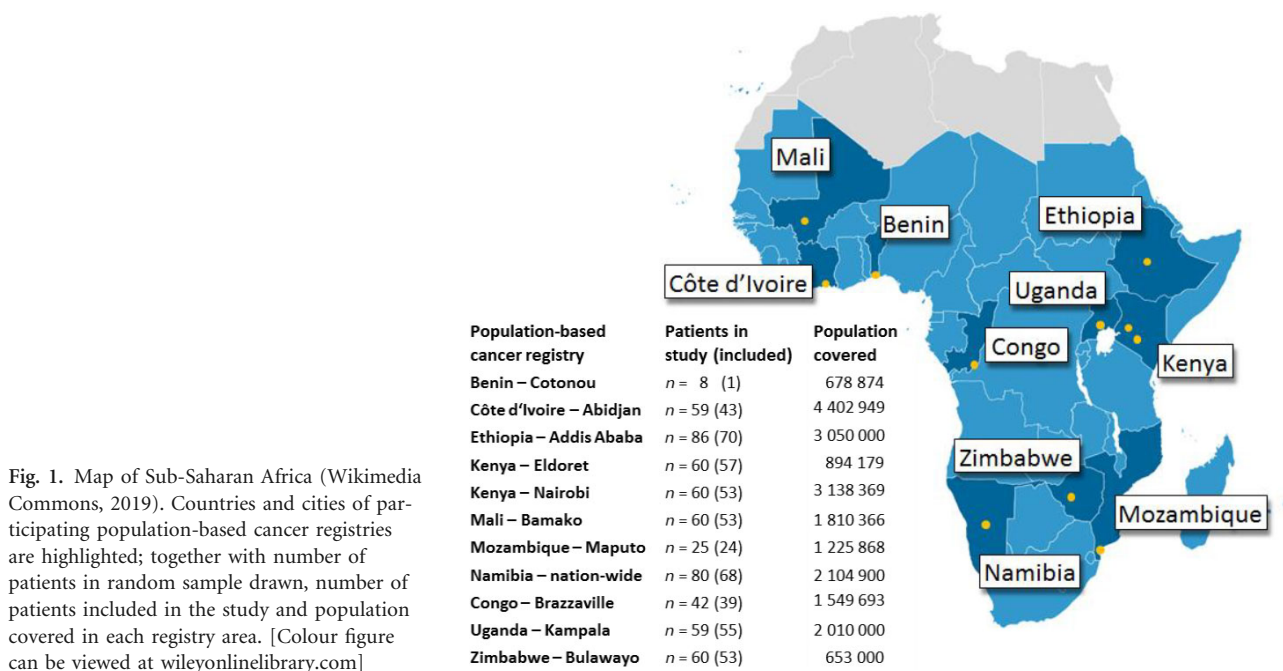 Mali
Benin
Ethiopia
Côte d'Ivoire
Uganda
Congo
Kenya
Zimbabwe
Mozambique
Namibia
Population-based cancer registry Patients in study (included) Population covered
Benin – Cotonou n = 8 (1) 678 874
Côte d'Ivoire – Abidjan n = 59 (43) 4 402 949
Ethiopia – Addis Ababa n = 86 (70) 3 050 000
Kenya – Eldoret n = 60 (57) 894 179
Kenya – Nairobi n = 60 (53) 3 138 369
Mali – Bamako n = 60 (53) 1 810 366
Mozambique – Maputo n = 25 (24) 1 225 868
Namibia – nation-wide n = 80 (68) 2 104 900
Congo – Brazzaville n = 42 (39) 1 549 693
Uganda – Kampala n = 59 (55) 2 010 000
Zimbabwe – Bulawayo n = 60 (53) 653 000
Fig. 1. Map of Sub-Saharan Africa (Wikimedia
Commons, 2019). Countries and cities of par-
ticipating population-based cancer registries
are highlighted; together with number of
patients in random sample drawn, number of
patients included in the study and population
covered in each registry area. [Colour figure
can be viewed at wileyonlinelibrary.com]